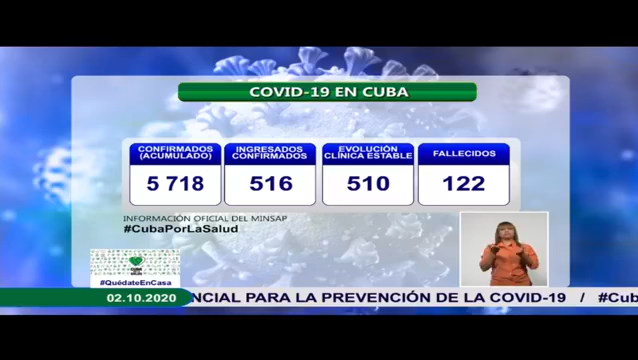 COVID-19 EN CUBA
CONFIRMADOS
(ACUMULADO)
5 718
INGRESADOS
CONFIRMADOS
516
EVOLUCIÓN
CLÍNICA ESTABLE
510
FALLECIDOS
122
INFORMACIÓN OFICIAL DEL MINSAP
#CubaPorLaSalud
#QuédateEnCasa
02.10.2020
NCIAL PARA LA PREVENCIÓN DE LA COVID-19 / #Cub